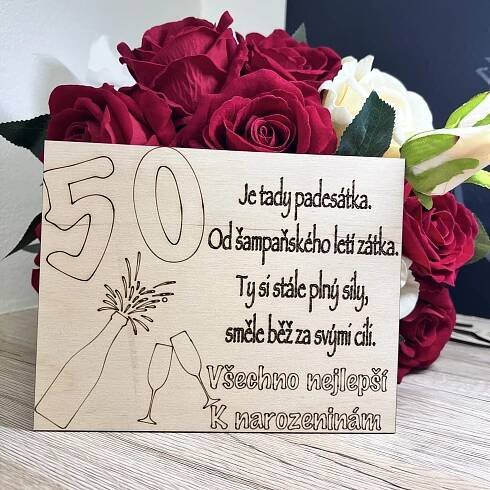 50
Je tady padesátka.
Od šampaňského letí zátka.
Ty si stále plný síly,
směle běž za svými cíli.
Všechno nejlepší
K narozeninám